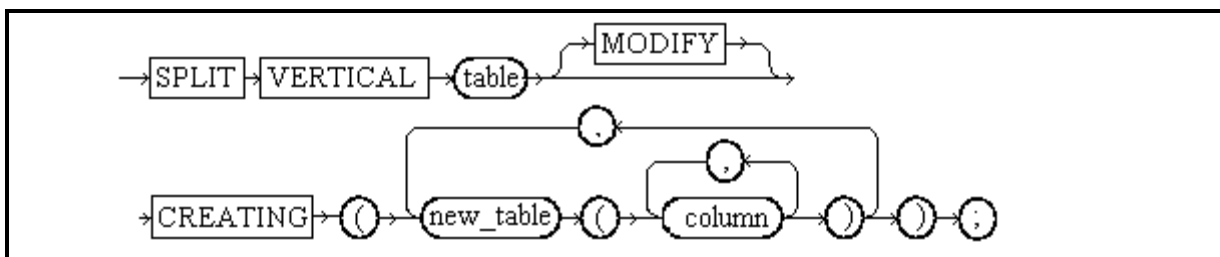 MODIFY
SPLIT VERTICAL table
,
,
CREATING ( new_table ( column ) ) ;